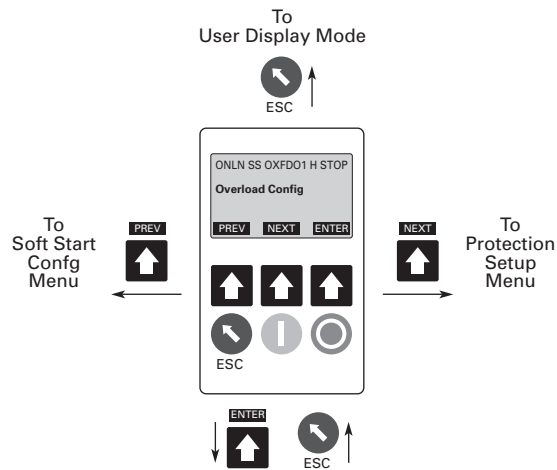 To
User Display Mode
ESC
ONLN SS OXFDO1 H STOP
Overload Config
PREV NEXT ENTER
ESC
To
Soft Start
Confg
Menu
PREV
NEXT
To
Protection
Setup
Menu
ENTER
ESC